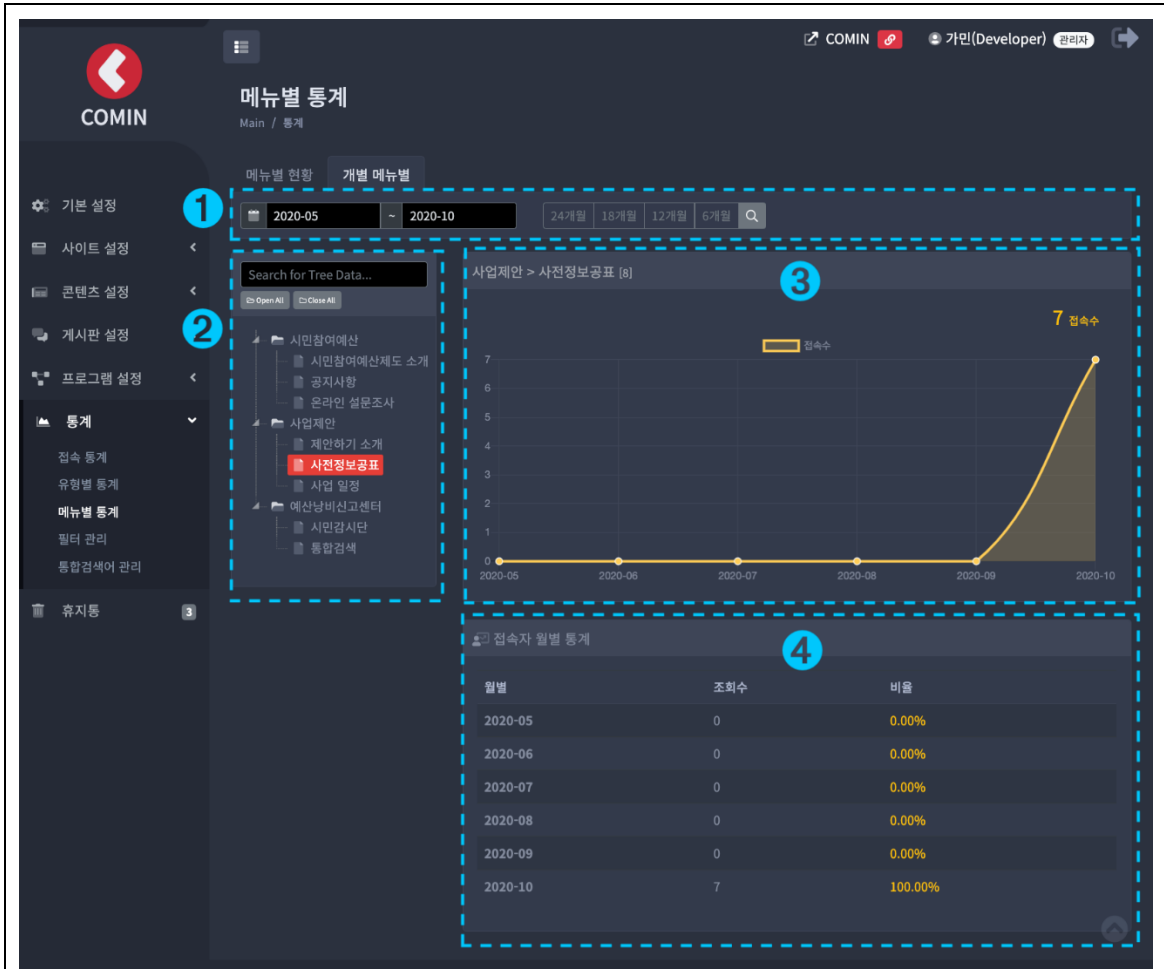 COMIN
COMIN 가민(Developer) 관리자
메뉴별 통계
Main / 통계
메뉴별 현황 개별 메뉴별
기본 설정
사이트 설정
콘텐츠 설정
게시판 설정
프로그램 설정
통계
접속 통계
유형별 통계
메뉴별 통계
필터 관리
통합검색어 관리
휴지통 3
1
2020-05 ~ 2020-10 24개월 18개월 12개월 6개월
2
Search for Tree Data...
Open All Close All
시민참여예산
시민참여예산제도 소개
공지사항
온라인 설문조사
사업제안
제안하기 소개
사전정보공표
사업 일정
예산낭비신고센터
시민감시단
통합검색
사업제안 > 사전정보공표 [8]
3
7 접속수
접속수
7
6
5
4
3
2
1
0
2020-05 2020-06 2020-07 2020-08 2020-09 2020-10
접속자 월별 통계
4
월별 조회수 비율
2020-05 0 0.00%
2020-06 0 0.00%
2020-07 0 0.00%
2020-08 0 0.00%
2020-09 0 0.00%
2020-10 7 100.00%